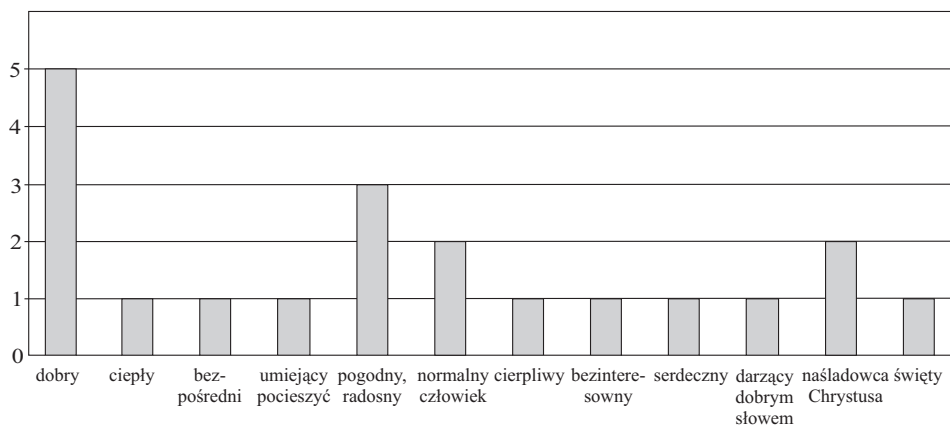 5
4
3
2
1
0
dobry
ciepły
bez-
pośredni
umiejący
pocieszyć
pogodny,
radosny
normalny
człowiek
cierpliwy
bezintere-
sowny
serdeczny
darzący
dobrym
słowem
naśladowca
Chrystusa
święty